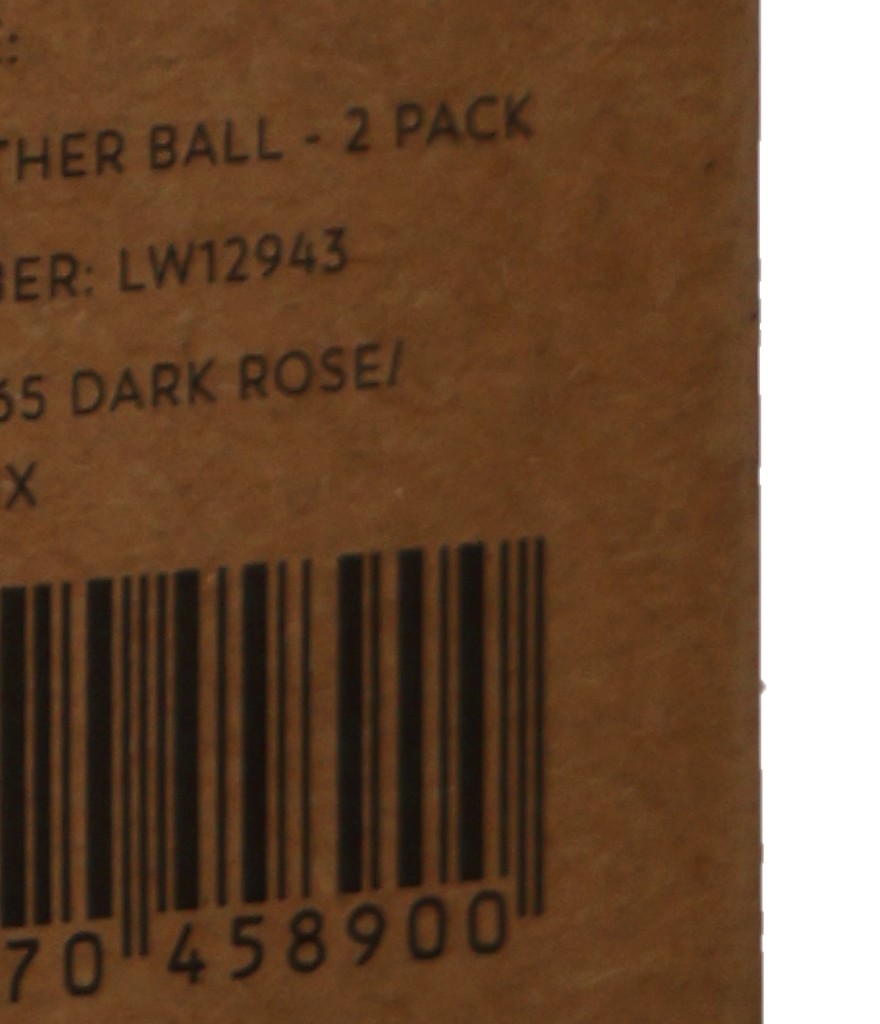 THER BALL - 2 PACK
BER: LW12943
65 DARK ROSE/
X
70 458900